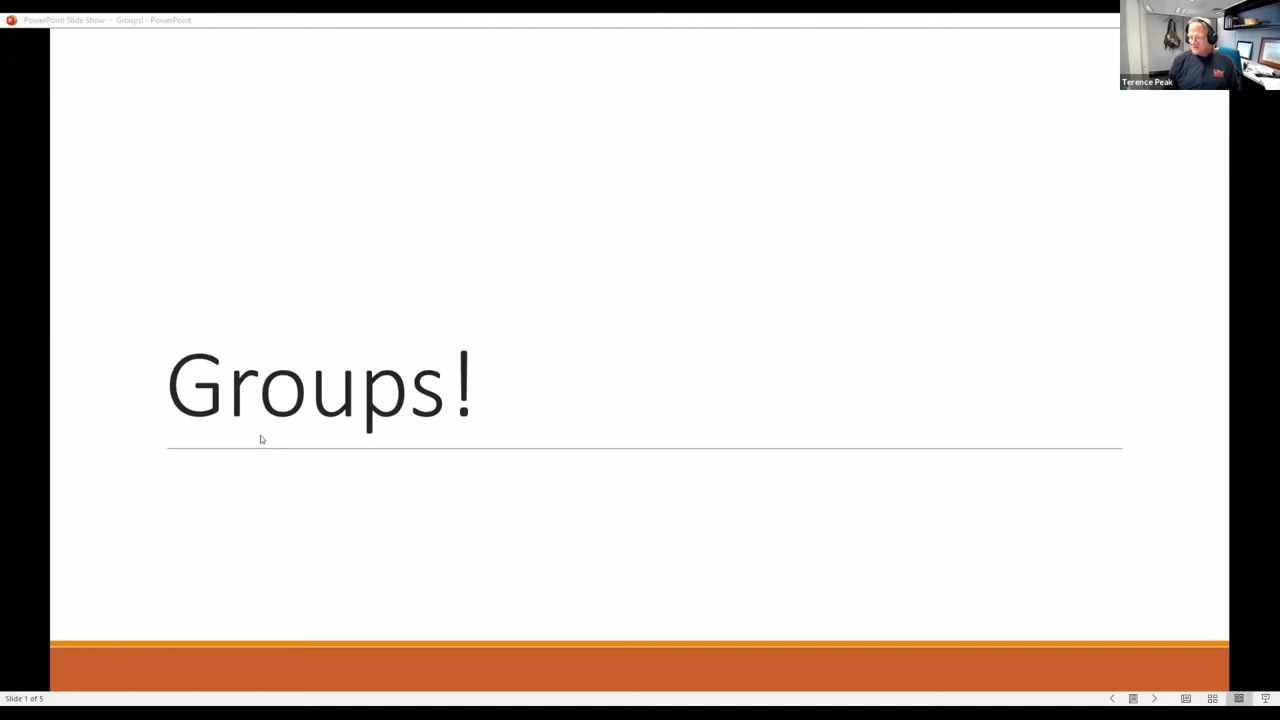 PowerPoint Slide Show - Groups! - PowerPoint
Terence Peak
Groups!
Slide 1 of 5